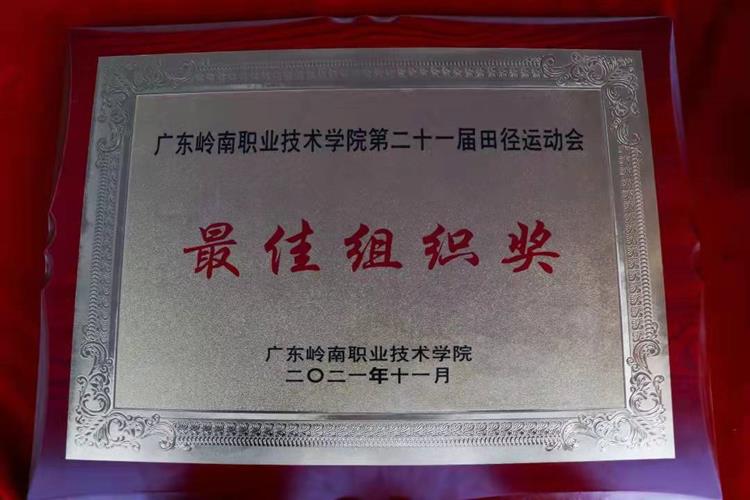 广东岭南职业技术学院第二十一届田径运动会
最佳组织奖
广东岭南职业技术学院
二〇二一年十一月